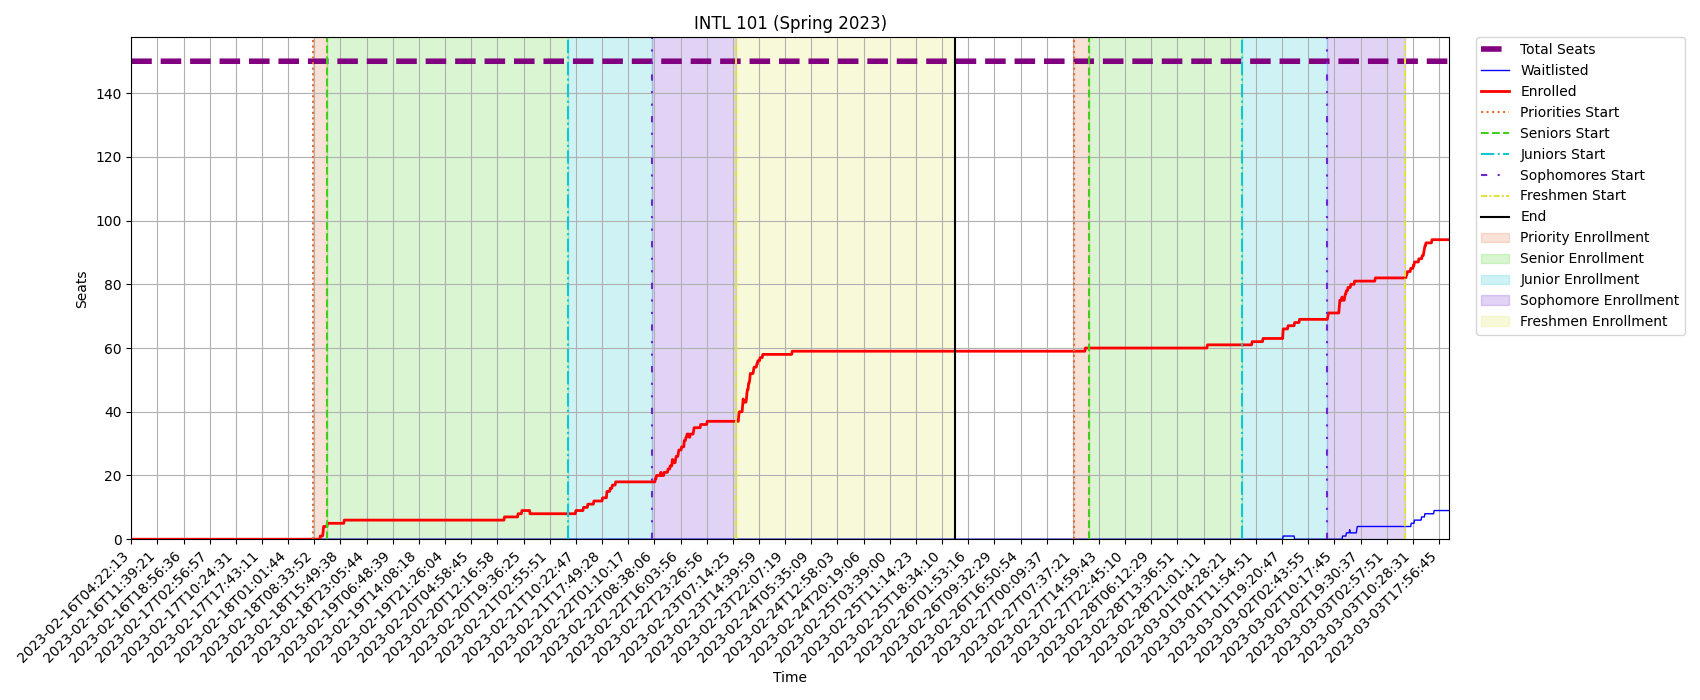 INTL 101 (Spring 2023)
Seats
140
120
100
80
60
40
20
0
2023-02-16T04:22:13
2023-02-16T11:39:21
2023-02-16T18:56:36
2023-02-17T02:56:57
2023-02-17T10:24:31
2023-02-17T17:43:11
2023-02-18T01:01:44
2023-02-18T08:33:52
2023-02-18T15:49:38
2023-02-18T23:05:44
2023-02-19T06:48:39
2023-02-19T14:08:18
2023-02-19T21:26:04
2023-02-20T04:58:45
2023-02-20T12:16:58
2023-02-20T19:36:25
2023-02-21T02:55:51
2023-02-21T10:22:47
2023-02-21T17:49:28
2023-02-22T01:10:17
2023-02-22T08:38:06
2023-02-22T16:03:56
2023-02-22T23:26:56
2023-02-23T07:14:25
2023-02-23T14:39:59
2023-02-23T22:07:19
2023-02-24T05:35:09
2023-02-24T12:58:03
2023-02-24T20:19:06
2023-02-25T03:39:00
2023-02-25T11:14:23
2023-02-25T18:34:10
2023-02-26T01:53:16
2023-02-26T09:32:29
2023-02-26T16:50:54
2023-02-27T00:09:37
2023-02-27T07:37:21
2023-02-27T14:59:43
2023-02-27T22:45:10
2023-02-28T06:12:29
2023-02-28T13:36:51
2023-02-28T21:01:11
2023-03-01T04:28:21
2023-03-01T11:54:51
2023-03-01T19:20:47
2023-03-02T02:43:55
2023-03-02T10:17:45
2023-03-02T19:30:37
2023-03-03T02:57:51
2023-03-03T10:28:31
2023-03-03T17:56:45
Time
Total Seats
Waitlisted
Enrolled
Priorities Start
Seniors Start
Juniors Start
Sophomores Start
Freshmen Start
End
Priority Enrollment
Senior Enrollment
Junior Enrollment
Sophomore Enrollment
Freshmen Enrollment